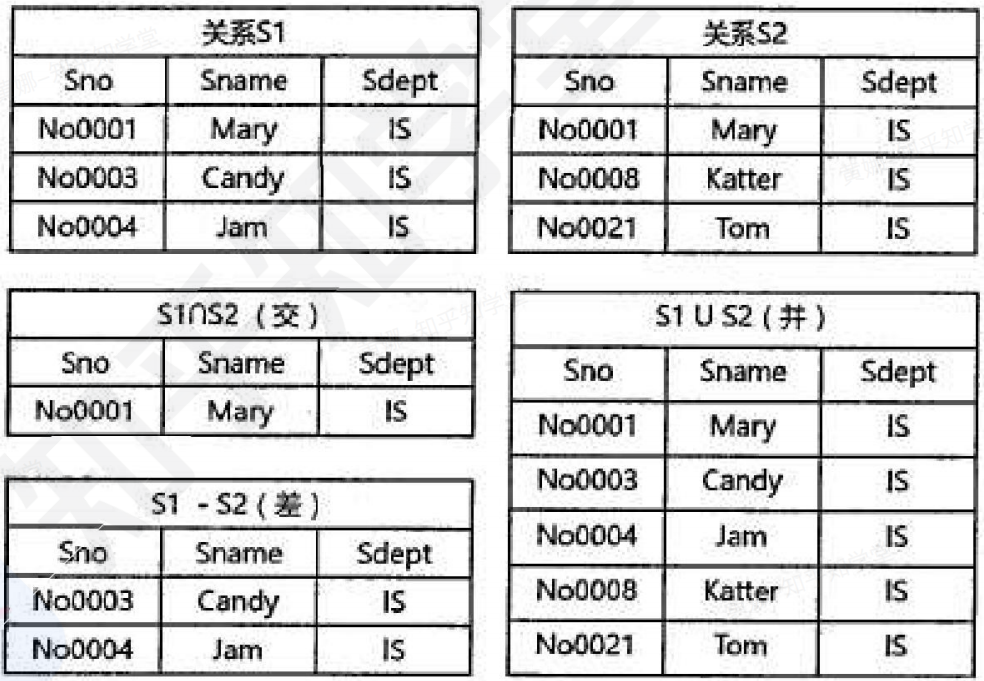 关系S1
Sno Sname Sdept
No0001 Mary IS
No0003 Candy IS
No0004 Jam IS
关系S2
Sno Sname Sdept
No0001 Mary IS
No0008 Katter IS
No0021 Tom IS
S1∩S2（交）
Sno Sname Sdept
No0001 Mary IS
S1 - S2（差）
Sno Sname Sdept
No0003 Candy IS
No0004 Jam IS
S1 U S2（并）
Sno Sname Sdept
No0001 Mary IS
No0003 Candy IS
No0004 Jam IS
No0008 Katter IS
No0021 Tom IS